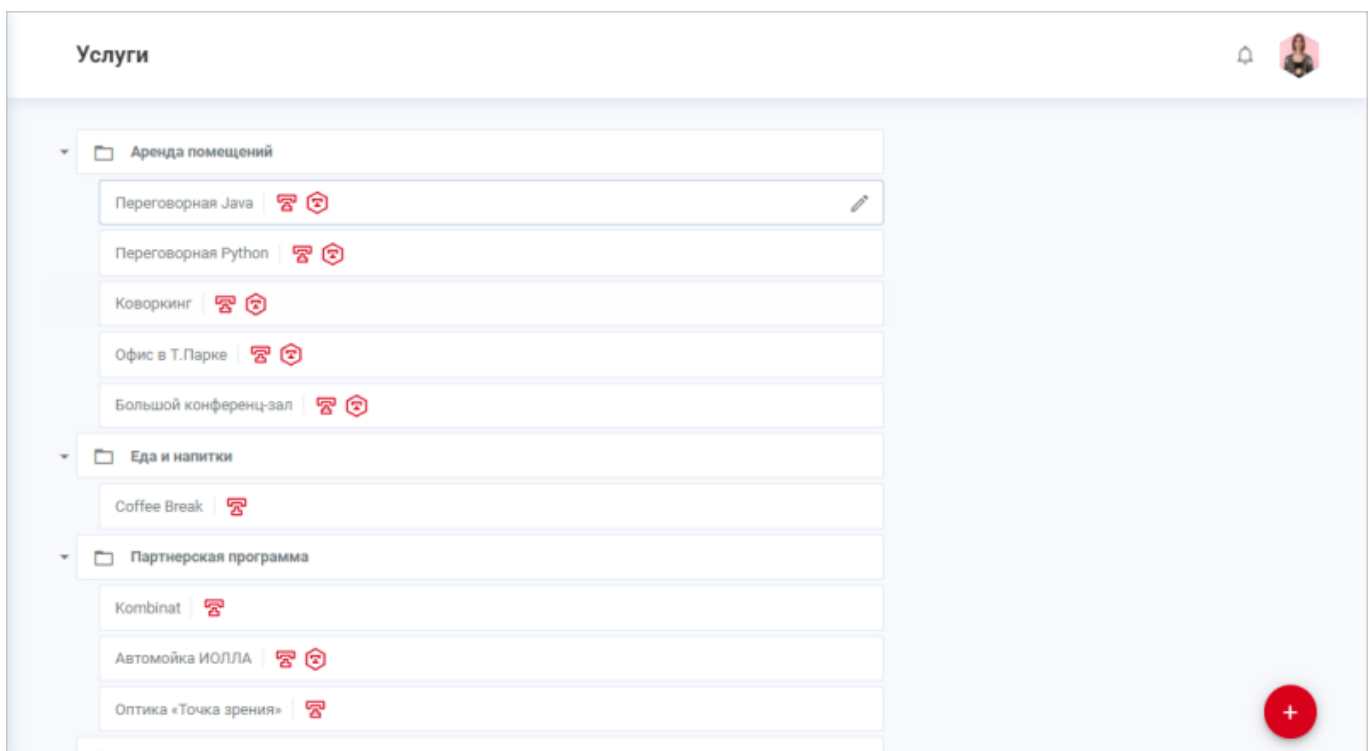 Услуги
Аренда помещений
Переговорная Java
Переговорная Python
Коворкинг
Офис в Т.Парке
Большой конференц-зал
Еда и напитки
Coffee Break
Партнерская программа
Kombinat
Автомойка ИОЛЛА
Оптика «Точка зрения»